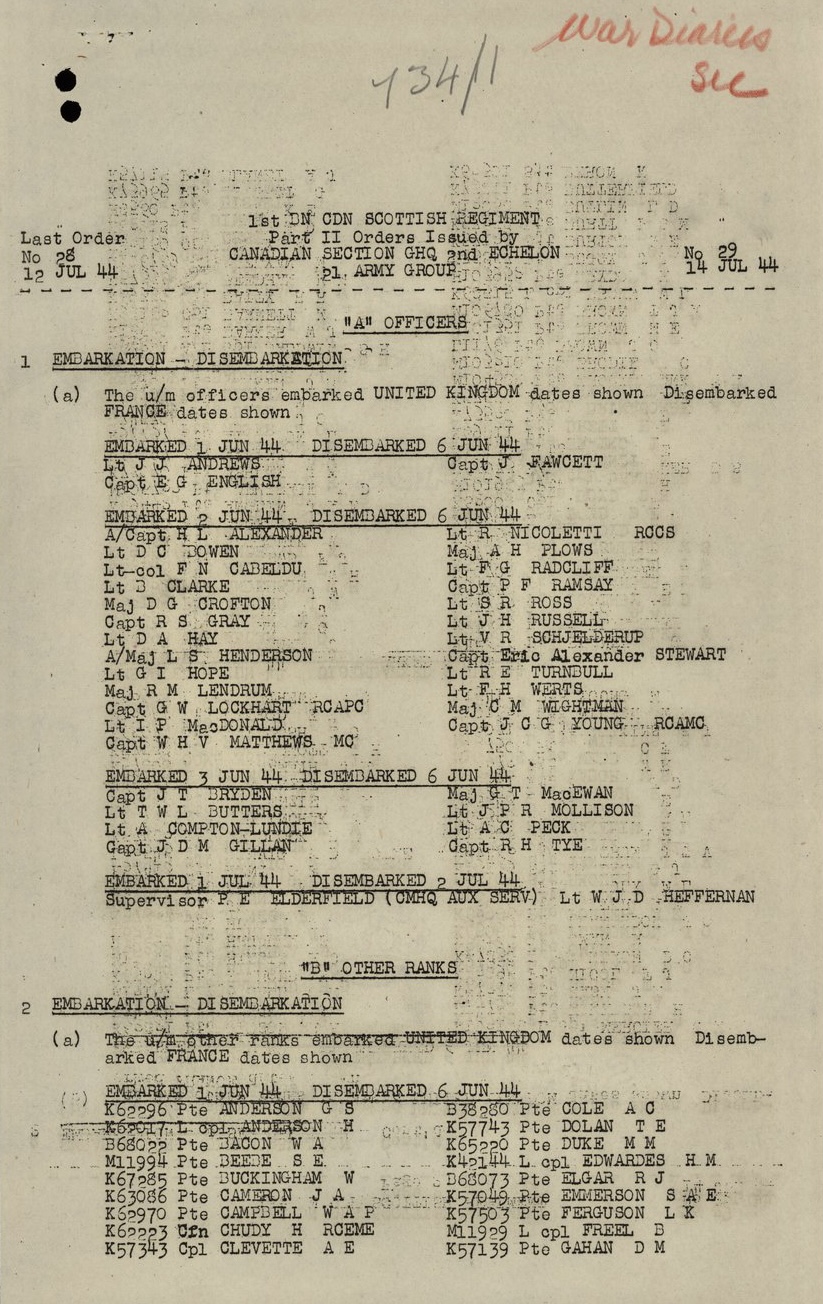 War Diaries
Sec
134/1
1st BN CDN SCOTTISH REGIMENT
Last Order Part II Orders Issued by
No 28 CANADIAN SECTION GHQ 2nd ECHELON No 29
12 JUL 44 21 ARMY GROUP 14 JUL 44
"A" OFFICERS
1 EMBARKATION - DISEMBARKATION
(a) The u/m officers embarked UNITED KINGDOM dates shown Disembarked
FRANCE dates shown
EMBARKED 1 JUN 44 DISEMBARKED 6 JUN 44
Lt J J ANDREWS Capt J FAWCETT
Capt E G ENGLISH
EMBARKED 2 JUN 44 DISEMBARKED 6 JUN 44
A/Capt H L ALEXANDER Lt R NICOLETTI RCCS
Lt D C BOWEN Maj A H PLOWS
Lt-col F N CABELDU Lt F G RADCLIFF
Lt B CLARKE Capt P F RAMSAY
Maj D G CROFTON Lt S R ROSS
Capt R S GRAY Lt J H RUSSELL
Lt D A HAY Lt V R SCHJELDERUP
A/Maj L S HENDERSON Capt Eric Alexander STEWART
Lt G I HOPE Lt R E TURNBULL
Maj R M LENDRUM Lt F H WERTS
Capt G W LOCKHART RCAPC Maj C M WIGHTMAN
Lt I P MacDONALD Capt J C G YOUNG RCAMC
Capt W H V MATTHEWS MC
EMBARKED 3 JUN 44 DISEMBARKED 6 JUN 44
Capt J T BRYDEN Maj G T MacEWAN
Lt T W L BUTTERS Lt J P R MOLLISON
Lt A COMPTON-LUNDIE Lt A C PECK
Capt J D M GILLAN Capt R H TYE
EMBARKED 1 JUL 44 DISEMBARKED 2 JUL 44
Supervisor P E ELDERFIELD (CMHQ AUX SERV) Lt W J D HEFFERNAN
"B" OTHER RANKS
2 EMBARKATION - DISEMBARKATION
(a) The u/m other ranks embarked UNITED KINGDOM dates shown Disemb-
arked FRANCE dates shown
EMBARKED 1 JUN 44 DISEMBARKED 6 JUN 44
K62296 Pte ANDERSON G S B38280 Pte COLE A C
K62017 L cpl ANDERSON H K57743 Pte DOLAN T E
B68022 Pte BACON W A K65220 Pte DUKE M M
M11994 Pte BEEBE S E K42144 L cpl EDWARDES H M
K67285 Pte BUCKINGHAM W B68073 Pte ELGAR R J
K63086 Pte CAMERON J A K57049 Pte EMMERSON S A E
K62970 Pte CAMPBELL W A P K57503 Pte FERGUSON L K
K62223 Cfn CHUDY H RCEME M11929 L cpl FREEL B
K57343 Cpl CLEVETTE A E K57139 Pte GAHAN D M